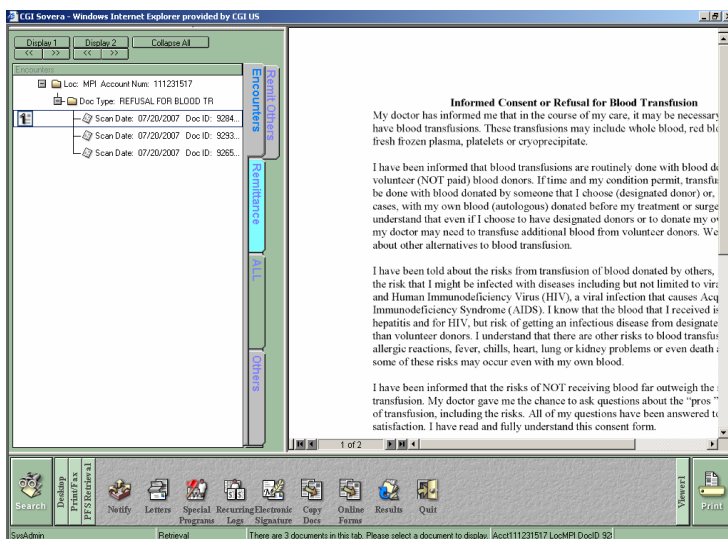 CGI Sovera - Windows Internet Explorer provided by CGI US
Display 1 Display 2 Collapse All
<< >> << >>
Encounters
Loc: MPI Account Num: 111231517
Doc Type: REFUSAL FOR BLOOD TR
Scan Date: 07/20/2007 Doc ID: 9284...
Scan Date: 07/20/2007 Doc ID: 9293...
Scan Date: 07/20/2007 Doc ID: 9265...
Encounters
Remit Others
Remittance
ALL
Others
Informed Consent or Refusal for Blood Transfusion
My doctor has informed me that in the course of my care, it may be necessary
have blood transfusions. These transfusions may include whole blood, red blo
fresh frozen plasma, platelets or cryoprecipitate.
I have been informed that blood transfusions are routinely done with blood do
volunteer (NOT paid) blood donors. If time and my condition permit, transfu
be done with blood donated by someone that I choose (designated donor) or,
cases, with my own blood (autologous) donated before my treatment or surge
understand that even if I choose to have designated donors or to donate my ov
my doctor may need to transfuse additional blood from volunteer donors. We
about other alternatives to blood transfusion.
I have been told about the risks from transfusion of blood donated by others,
the risk that I might be infected with diseases including but not limited to vira
and Human Immunodeficiency Virus (HIV), a viral infection that causes Acq
Immunodeficiency Syndrome (AIDS). I know that the blood that I received is
hepatitis and for HIV, but risk of getting an infectious disease from designate
than volunteer donors. I understand that there are other risks to blood transfus
allergic reactions, fever, chills, heart, lung or kidney problems or even death a
some of these risks may occur even with my own blood.
I have been informed that the risks of NOT receiving blood far outweigh the
transfusion. My doctor gave me the chance to ask questions about the “pros ”
of transfusion, including the risks. All of my questions have been answered to
satisfaction. I have read and fully understand this consent form.
1 of 2
Search
Desktop
Print/Fax
PFS Retrieval
Notify Letters Special Programs Recurring Logs Electronic Signature Copy Docs Online Forms Results Quit
Viewer1
Print
SysAdmin Retrieval There are 3 documents in this tab. Please select a document to display. Acct111231517 LocMPI DocID 928